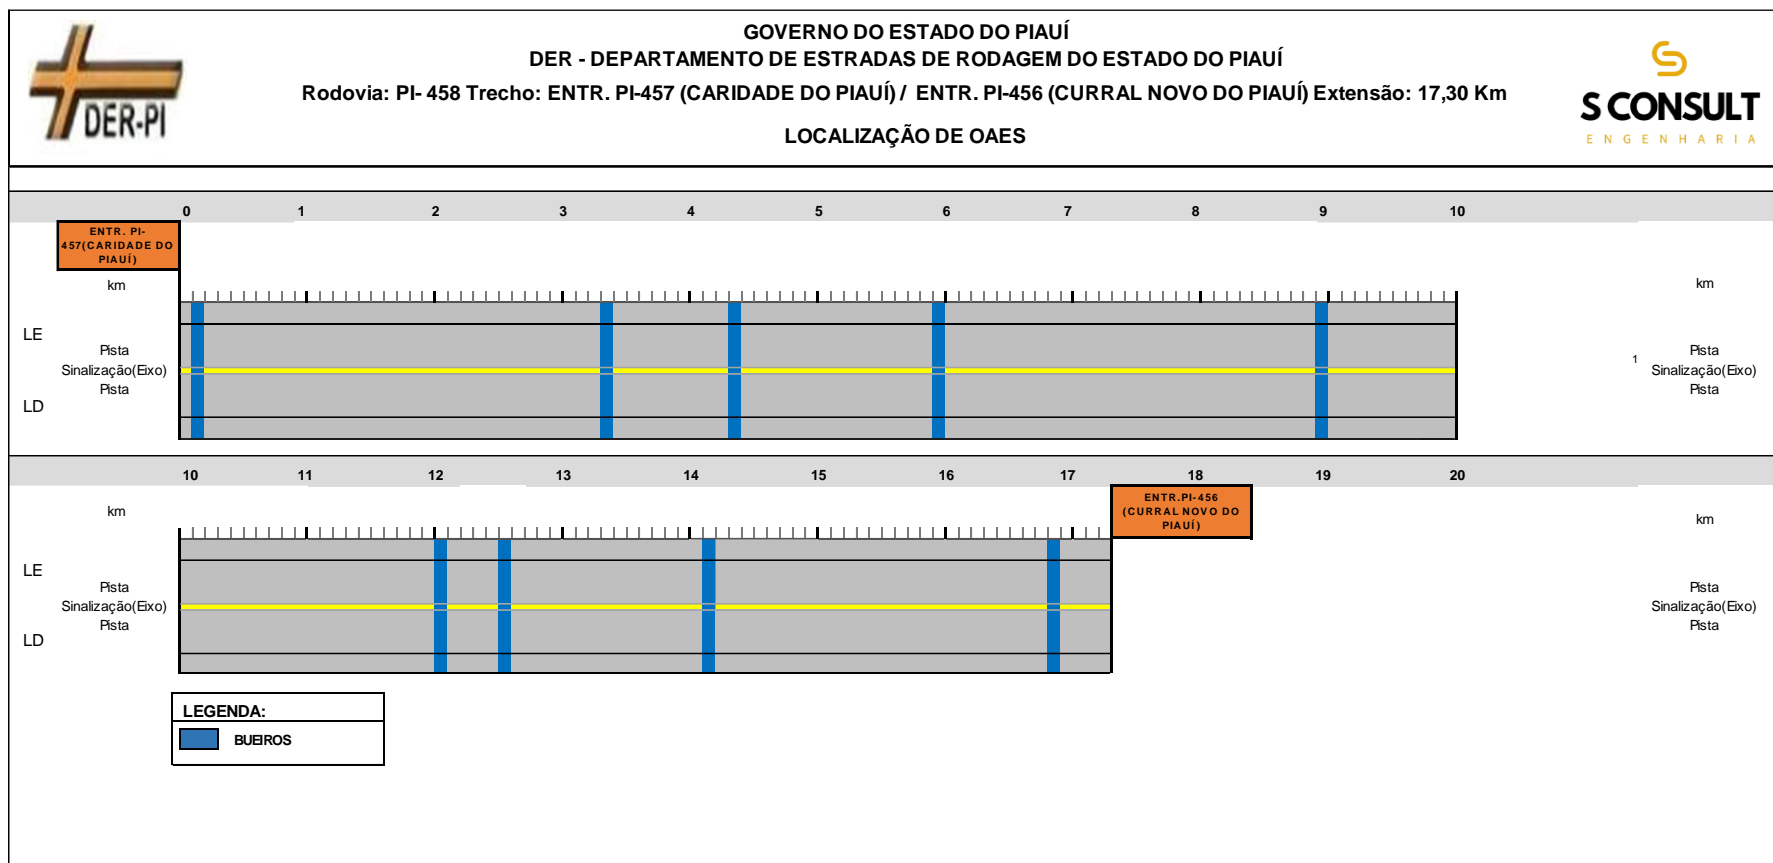 GOVERNO DO ESTADO DO PIAUÍ
DER - DEPARTAMENTO DE ESTRADAS DE RODAGEM DO ESTADO DO PIAUÍ
Rodovia: PI- 458 Trecho: ENTR. PI-457 (CARIDADE DO PIAUÍ) / ENTR. PI-456 (CURRAL NOVO DO PIAUÍ) Extensão: 17,30 Km
LOCALIZAÇÃO DE OAES
DER-PI
S CONSULT
ENGENHARIA
0 1 2 3 4 5 6 7 8 9 10
ENTR. PI-
457(CARIDADE DO
PIAUÍ)
km km
LE
Pista Pista
Sinalização(Eixo) 1 Sinalização(Eixo)
Pista Pista
LD
10 11 12 13 14 15 16 17 18 19 20
ENTR.PI-456
(CURRAL NOVO DO
PIAUÍ)
km km
LE
Pista Pista
Sinalização(Eixo) Sinalização(Eixo)
Pista Pista
LD
LEGENDA:
BUEIROS